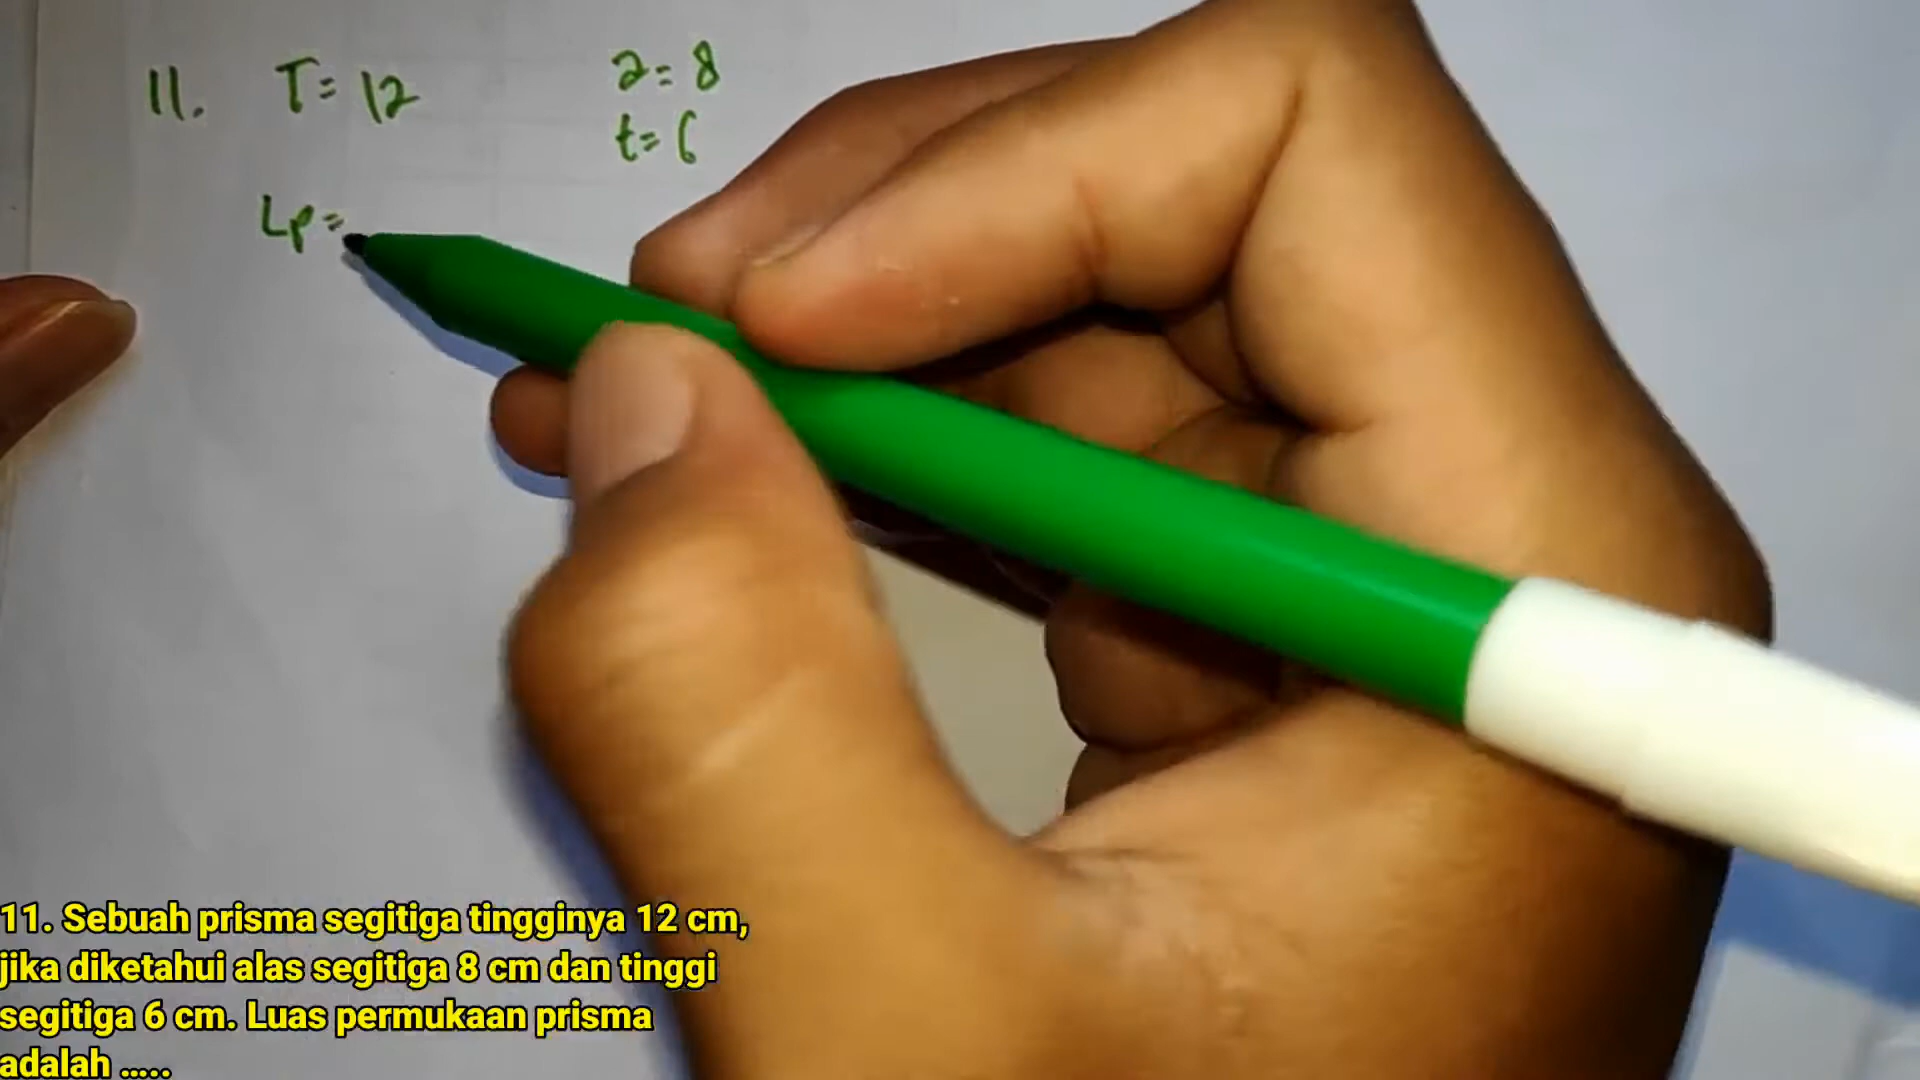 11. T= 12
a= 8
t= 6
Lp=
11. Sebuah prisma segitiga tingginya 12 cm,
jika diketahui alas segitiga 8 cm dan tinggi
segitiga 6 cm. Luas permukaan prisma
adalah .....